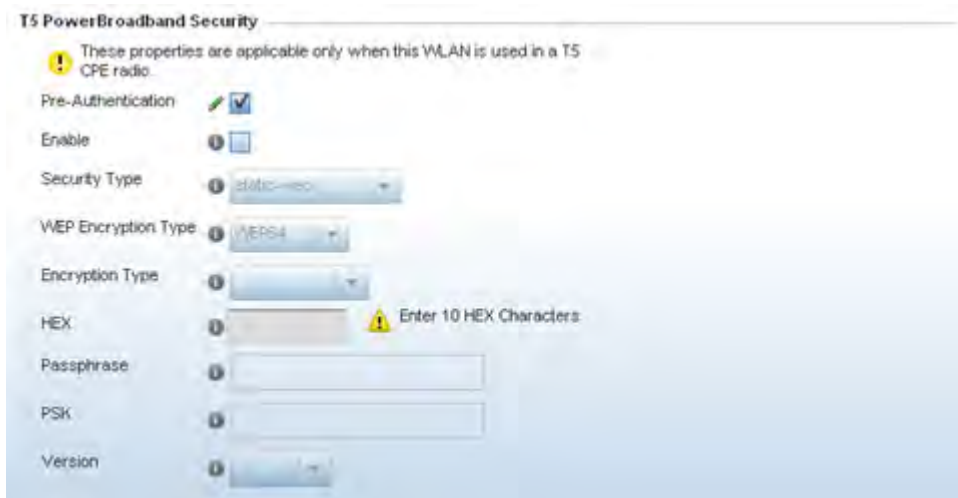 T5 PowerBroadband Security
These properties are applicable only when this WLAN is used in a T5
CPE radio.
Pre-Authentication
Enable
Security Type
WEP Encryption Type
WEP64
Encryption Type
HEX
Enter 10 HEX Characters
Passphrase
PSK
Version